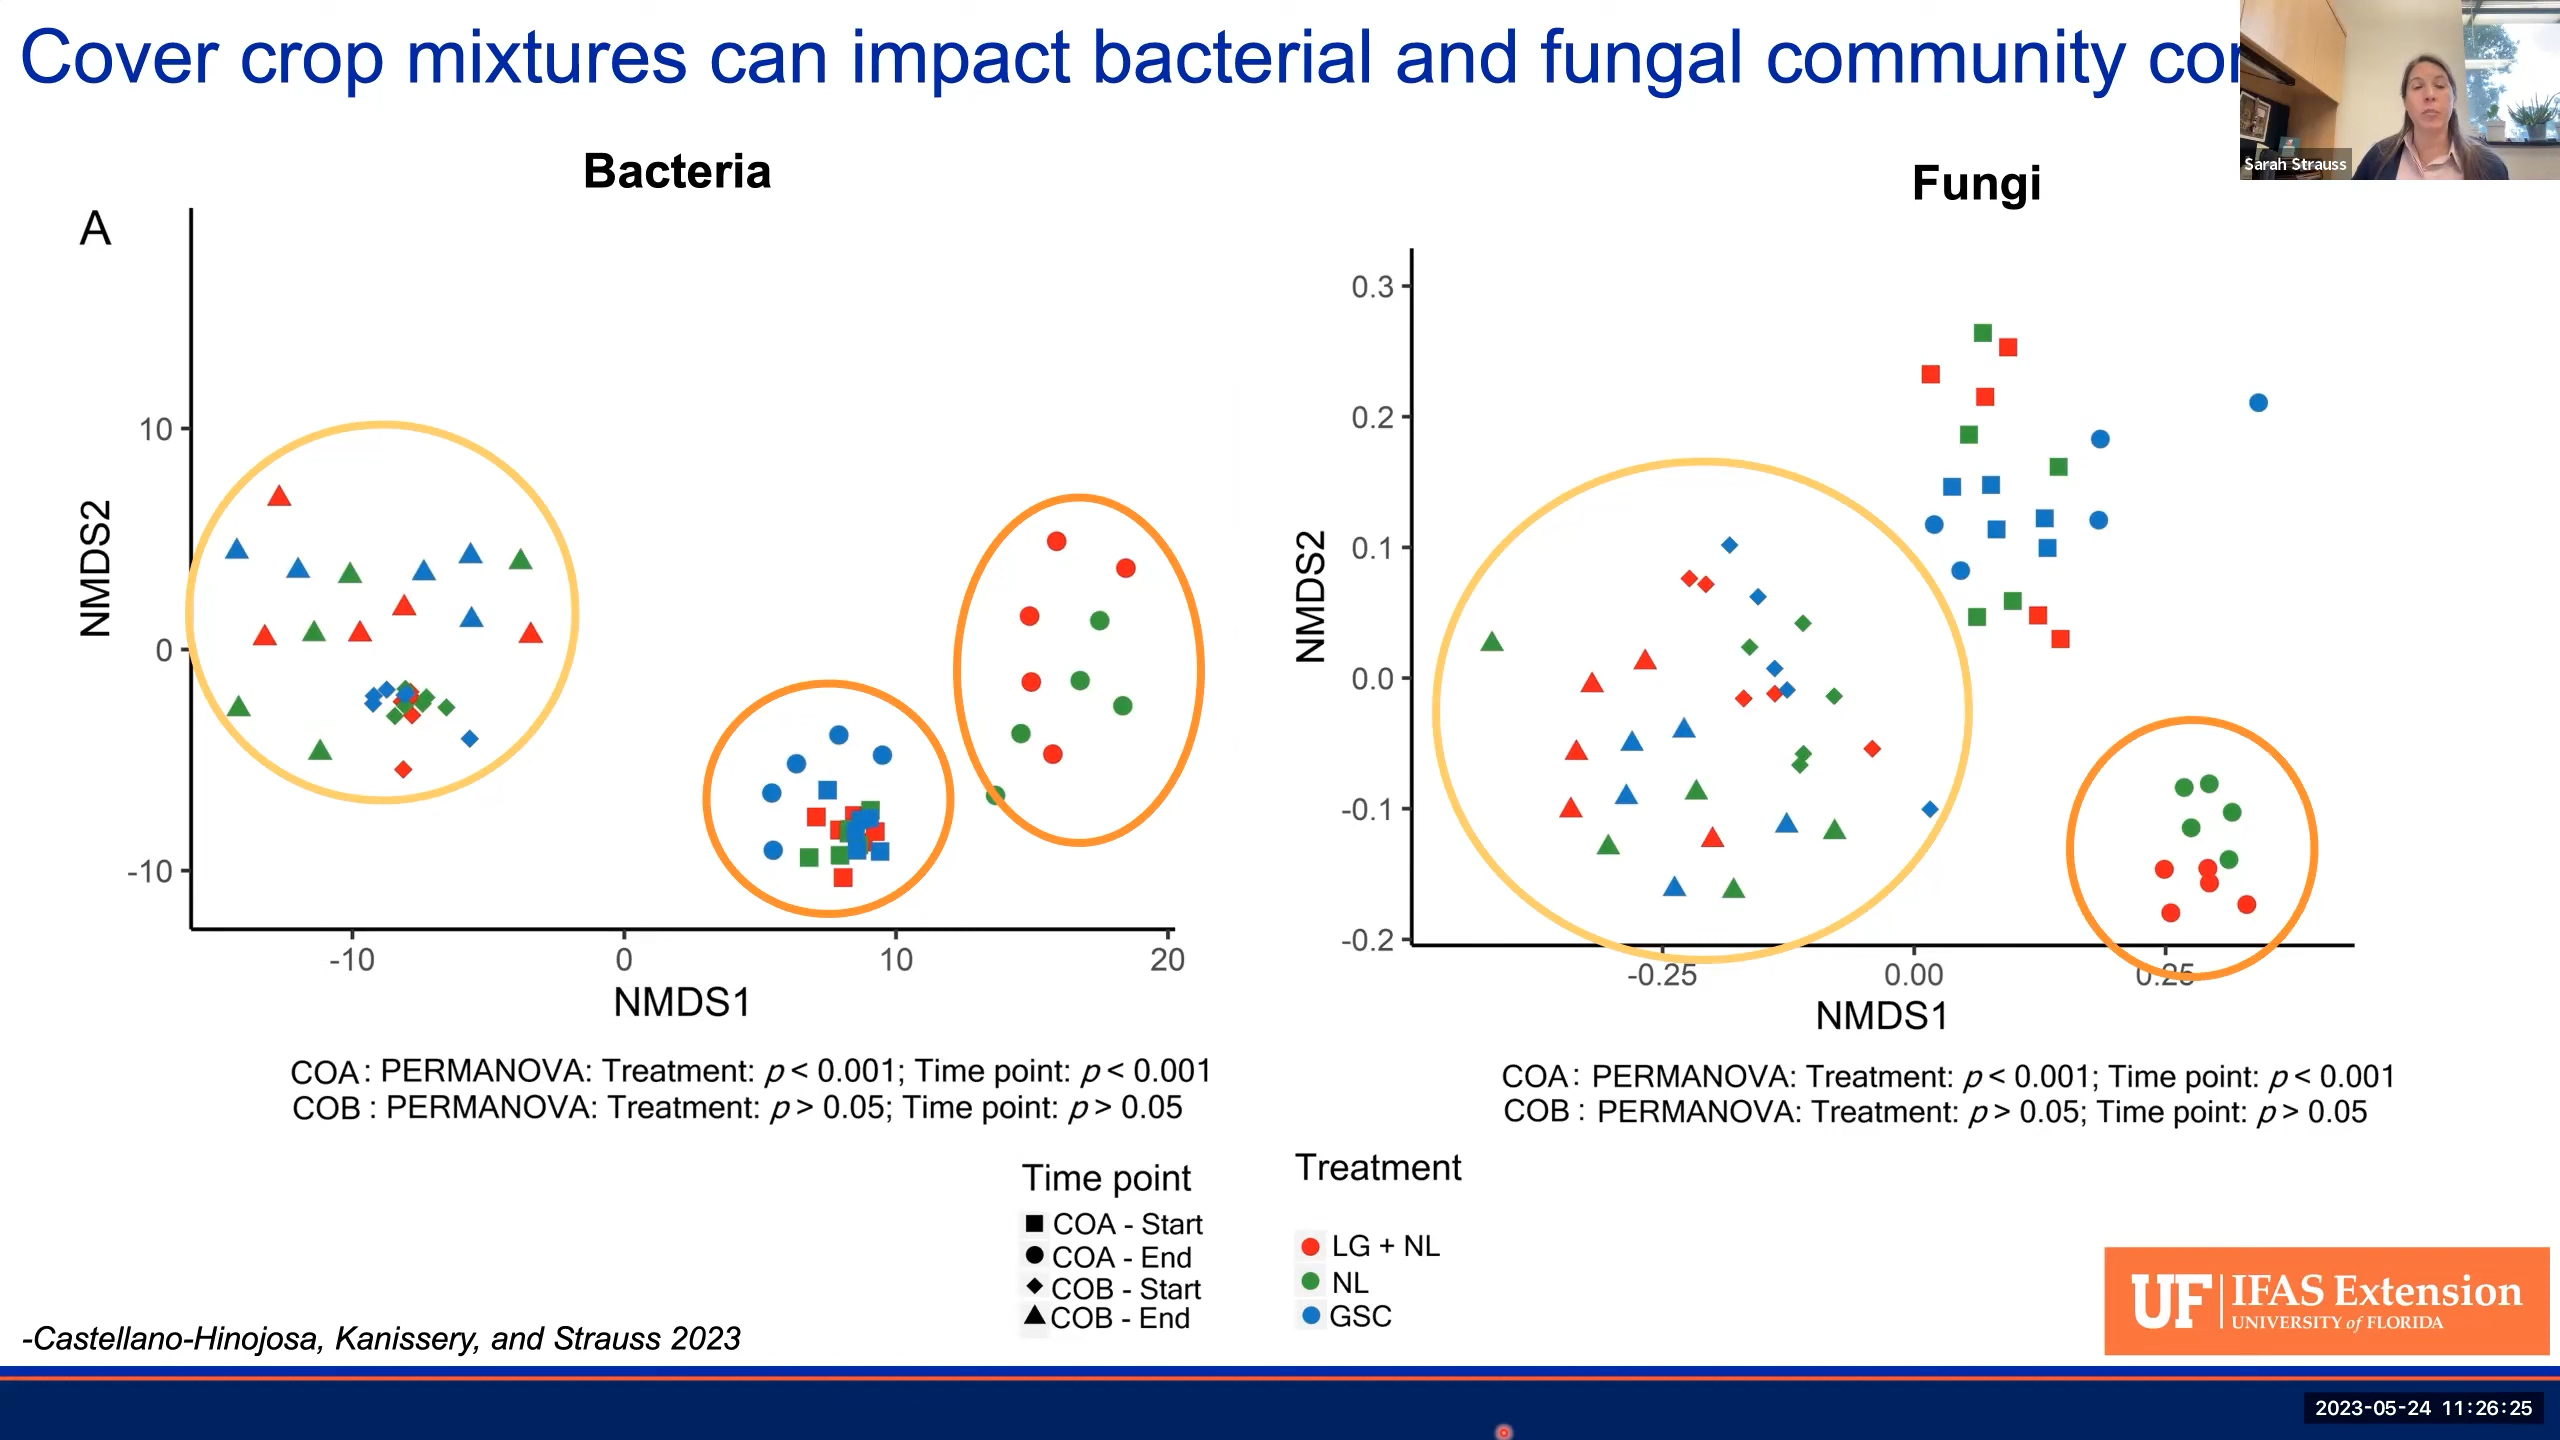 Cover crop mixtures can impact bacterial and fungal community
Sarah Strauss
Bacteria
A
NMDS2
10
0
-10
-10
0
10
20
NMDS1
COA: PERMANOVA: Treatment: p < 0.001; Time point: p < 0.001
COB : PERMANOVA: Treatment: p > 0.05; Time point: p > 0.05
Fungi
NMDS2
0.3
0.2
0.1
0.0
-0.1
-0.2
-0.25
0.00
0.25
NMDS1
COA: PERMANOVA: Treatment: p < 0.001; Time point: p < 0.001
COB : PERMANOVA: Treatment: p > 0.05; Time point: p > 0.05
Time point
COA - Start
COA - End
COB - Start
COB - End
Treatment
LG + NL
NL
GSC
-Castellano-Hinojosa, Kanissery, and Strauss 2023
UF IFAS Extension
UNIVERSITY of FLORIDA
2023-05-24 11:26:25